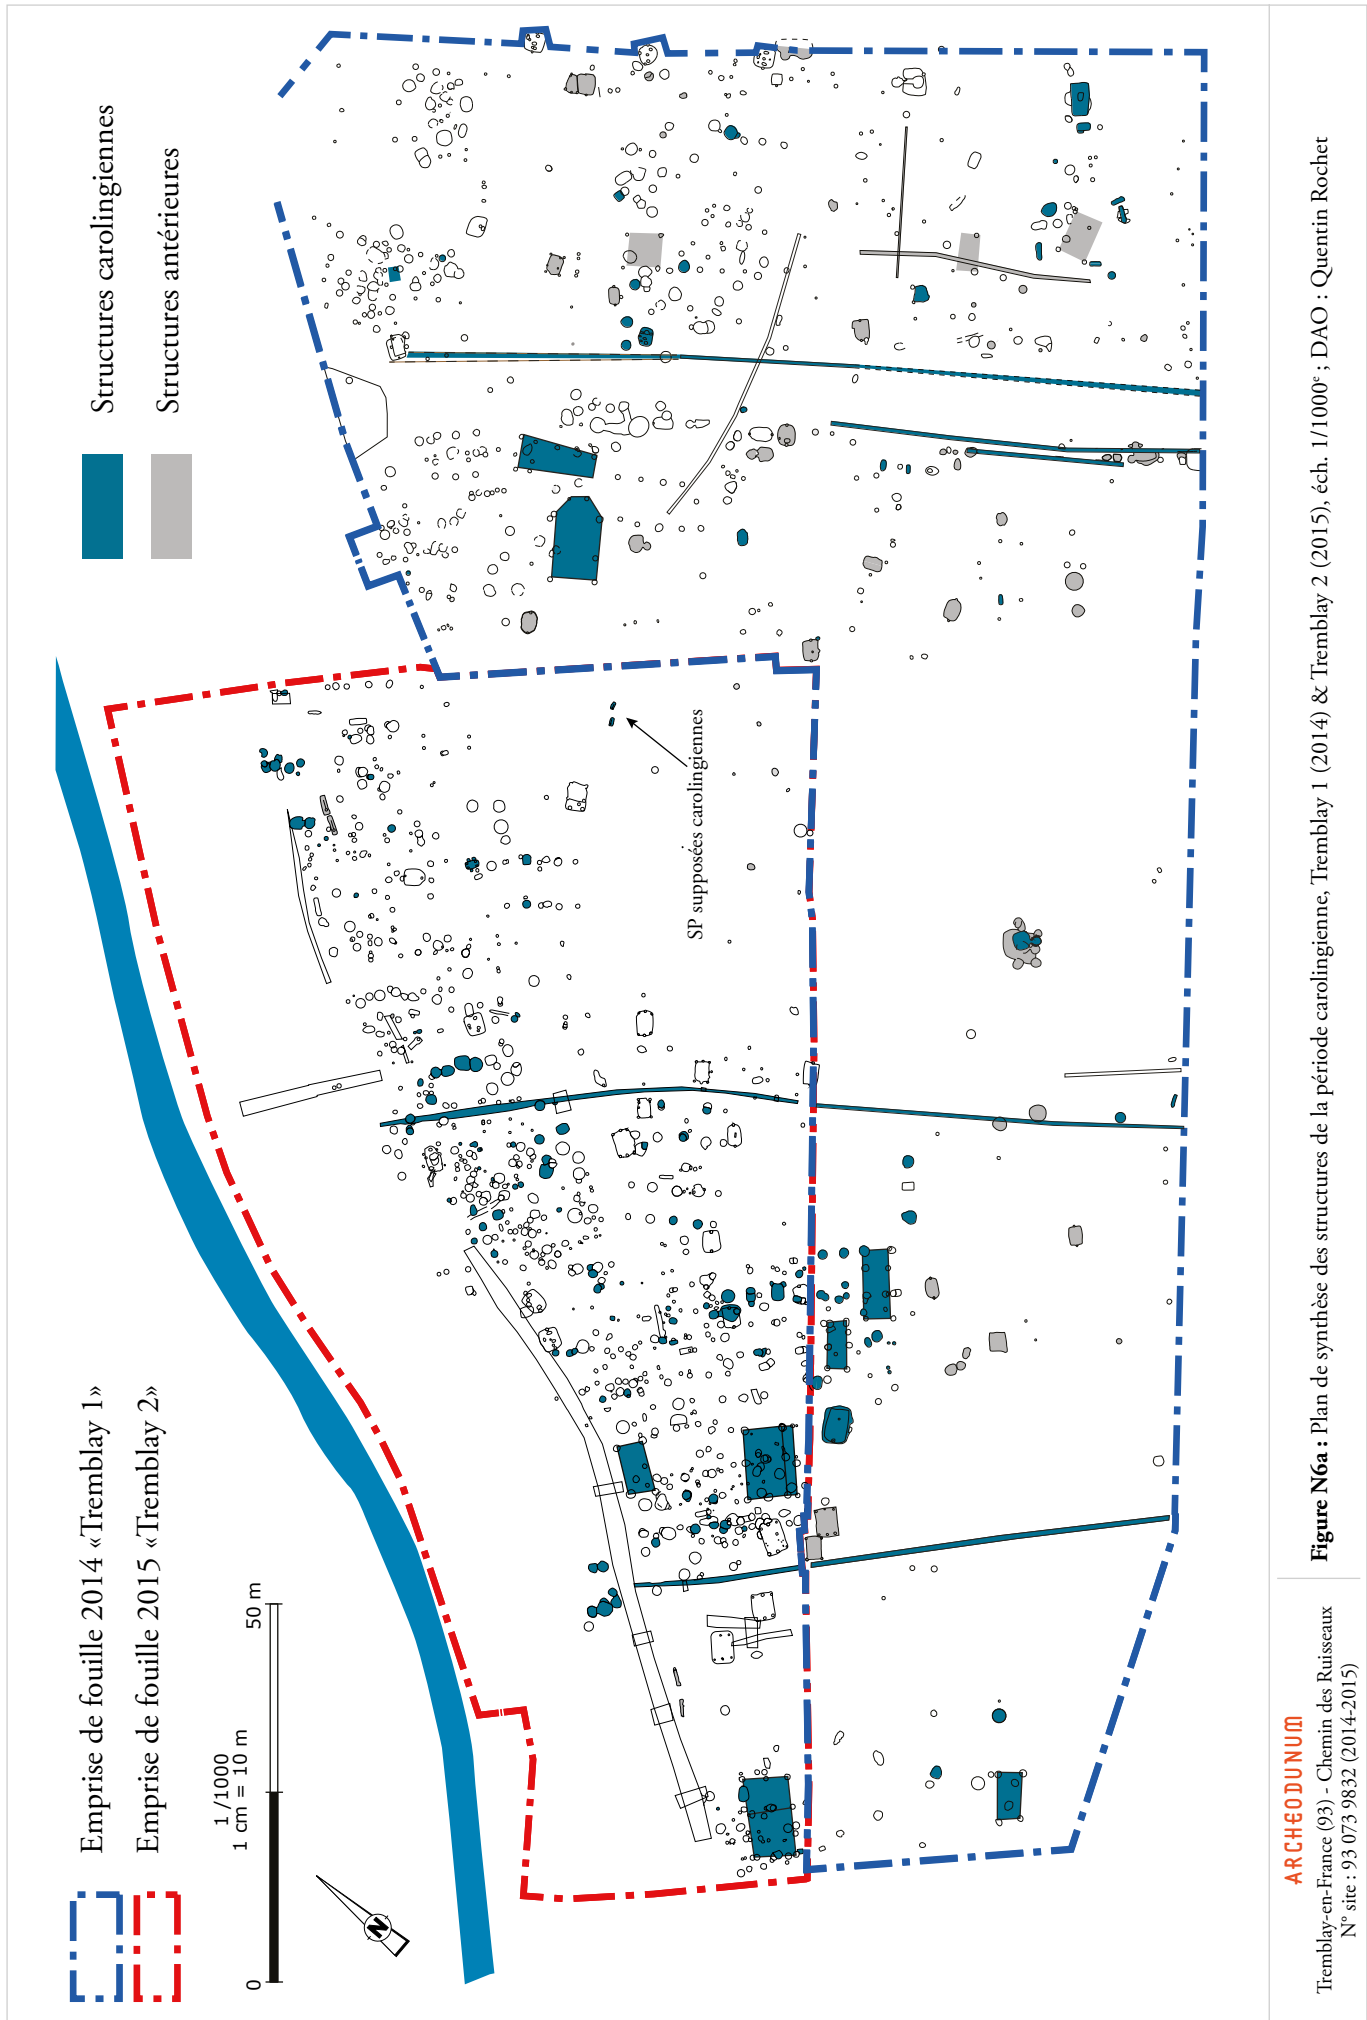 Emprise de fouille 2014 «Tremblay 1»
Emprise de fouille 2015 «Tremblay 2»
1 /1000
1 cm = 10 m
0
50 m
N
Structures carolingiennes
Structures antérieures
SP supposées carolingiennes
ARCHEODUNUM
Tremblay-en-France (93) - Chemin des Ruisseaux
N° site : 93 073 9832 (2014-2015)
Figure N6a : Plan de synthèse des structures de la période carolingienne, Tremblay 1 (2014) & Tremblay 2 (2015), éch. 1/1000e ; DAO : Quentin Rochet